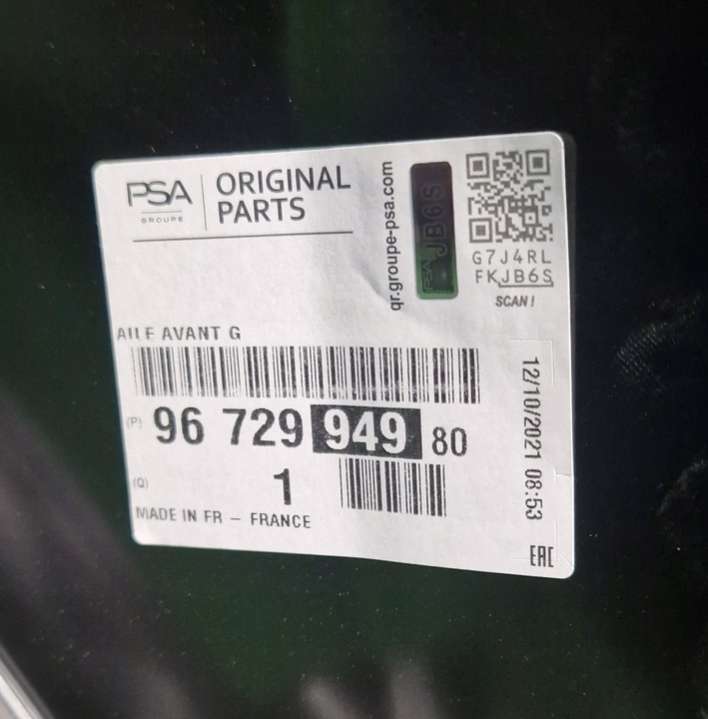 PSA
GROUPE
ORIGINAL
PARTS
qr.groupe-psa.com
PSA JB6S
G7J4RL
FKJB6S
SCAN !
AILE AVANT G
(P) 96 729 949 80
(Q) 1
MADE IN FR – FRANCE
12/10/2021 08:53
EAC